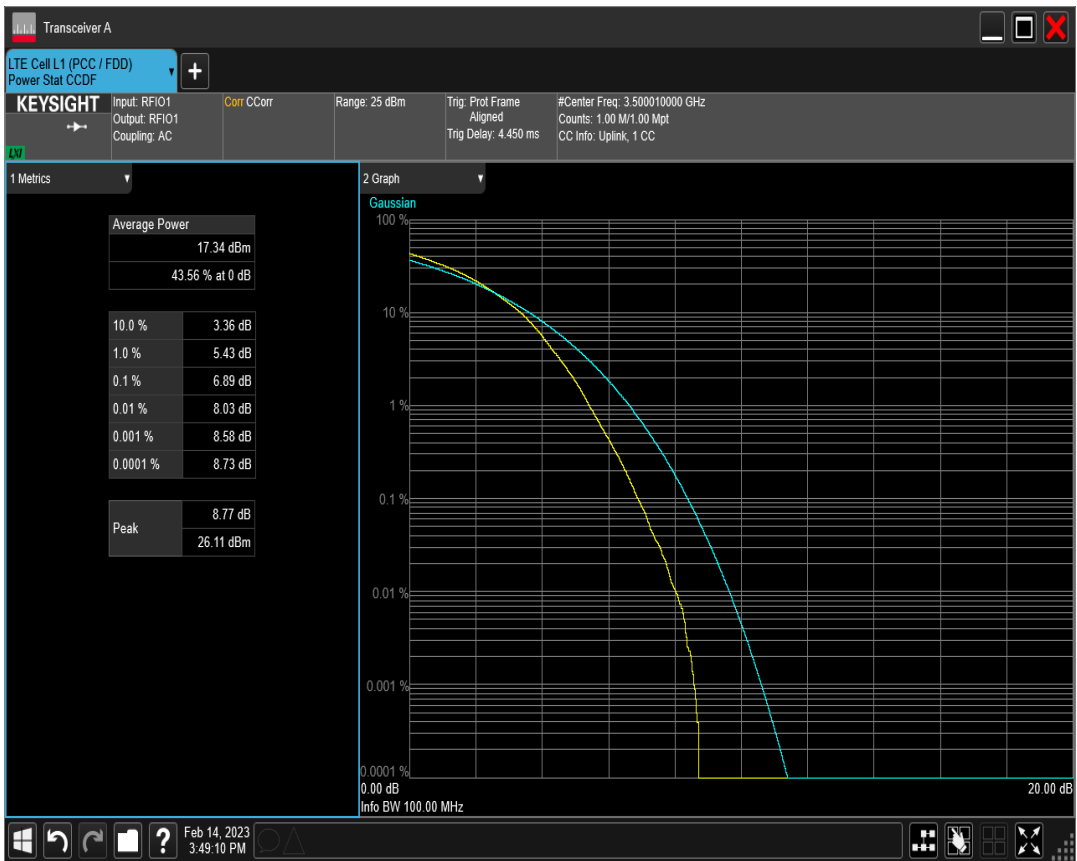 Transceiver A
LTE Cell L1 (PCC / FDD)
Power Stat CCDF
+
KEYSIGHT
LXI
Input: RFIO1
Output: RFIO1
Coupling: AC
Corr CCorr
Range: 25 dBm
Trig: Prot Frame
Aligned
Trig Delay: 4.450 ms
#Center Freq: 3.500010000 GHz
Counts: 1.00 M/1.00 Mpt
CC Info: Uplink, 1 CC
1 Metrics
Average Power
17.34 dBm
43.56 % at 0 dB
10.0 % 3.36 dB
1.0 % 5.43 dB
0.1 % 6.89 dB
0.01 % 8.03 dB
0.001 % 8.58 dB
0.0001 % 8.73 dB
Peak
8.77 dB
26.11 dBm
2 Graph
Gaussian
100 %
10 %
1 %
0.1 %
0.01 %
0.001 %
0.0001 %
0.00 dB 20.00 dB
Info BW 100.00 MHz
?
Feb 14, 2023
3:49:10 PM